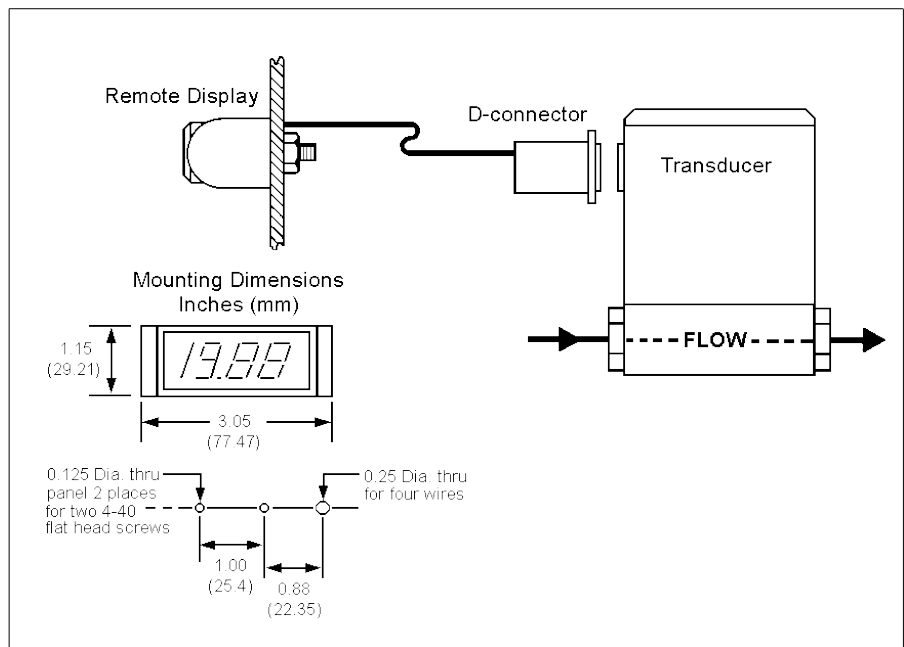 Remote Display
D-connector
Transducer
Mounting Dimensions
Inches (mm)
FLOW
1.15
(29.21)
19.88
3.05
(77.47)
0.125 Dia. thru
panel 2 places
for two 4-40
flat head screws
0.25 Dia. thru
for four wires
1.00
(25.4)
0.88
(22.35)